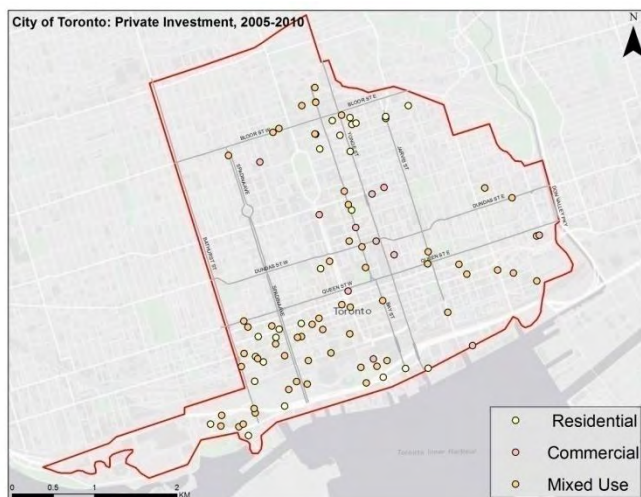 City of Toronto: Private Investment, 2005-2010
N
BLOOR ST E
BLOOR ST W
YONGE ST
JARVIS ST
SPADINA AVE
DUNDAS ST E
DON VALLEY PKY
BATHURST ST
QUEEN ST E
DUNDAS ST W
QUEEN ST W
SPADINA AVE
BAY ST
Toronto
Residential
Commercial
Toronto Inner Harbour
Mixed Use
0 0.5 1 2
KM